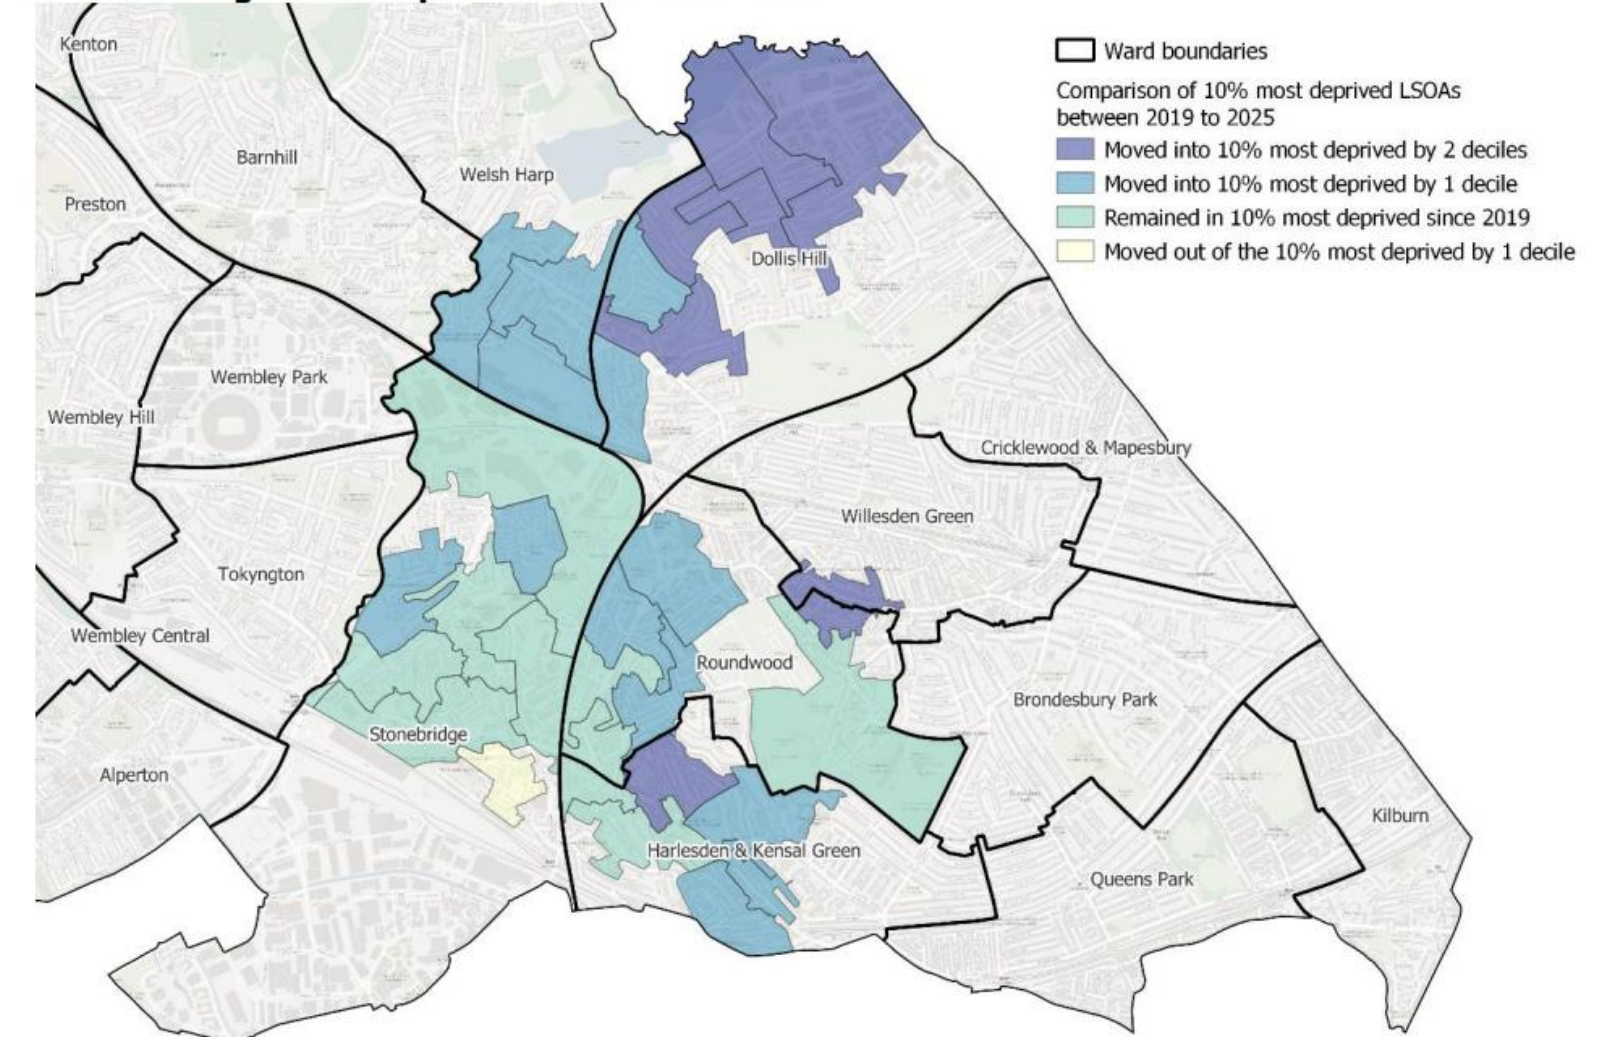 Kenton
Barnhill
Welsh Harp
Preston
Dollis Hill
Wembley Park
Wembley Hill
Cricklewood & Mapesbury
Willesden Green
Tokyngton
Wembley Central
Roundwood
Brondesbury Park
Stonebridge
Alperton
Kilburn
Harlesden & Kensal Green
Queens Park
Ward boundaries
Comparison of 10% most deprived LSOAs
between 2019 to 2025
Moved into 10% most deprived by 2 deciles
Moved into 10% most deprived by 1 decile
Remained in 10% most deprived since 2019
Moved out of the 10% most deprived by 1 decile